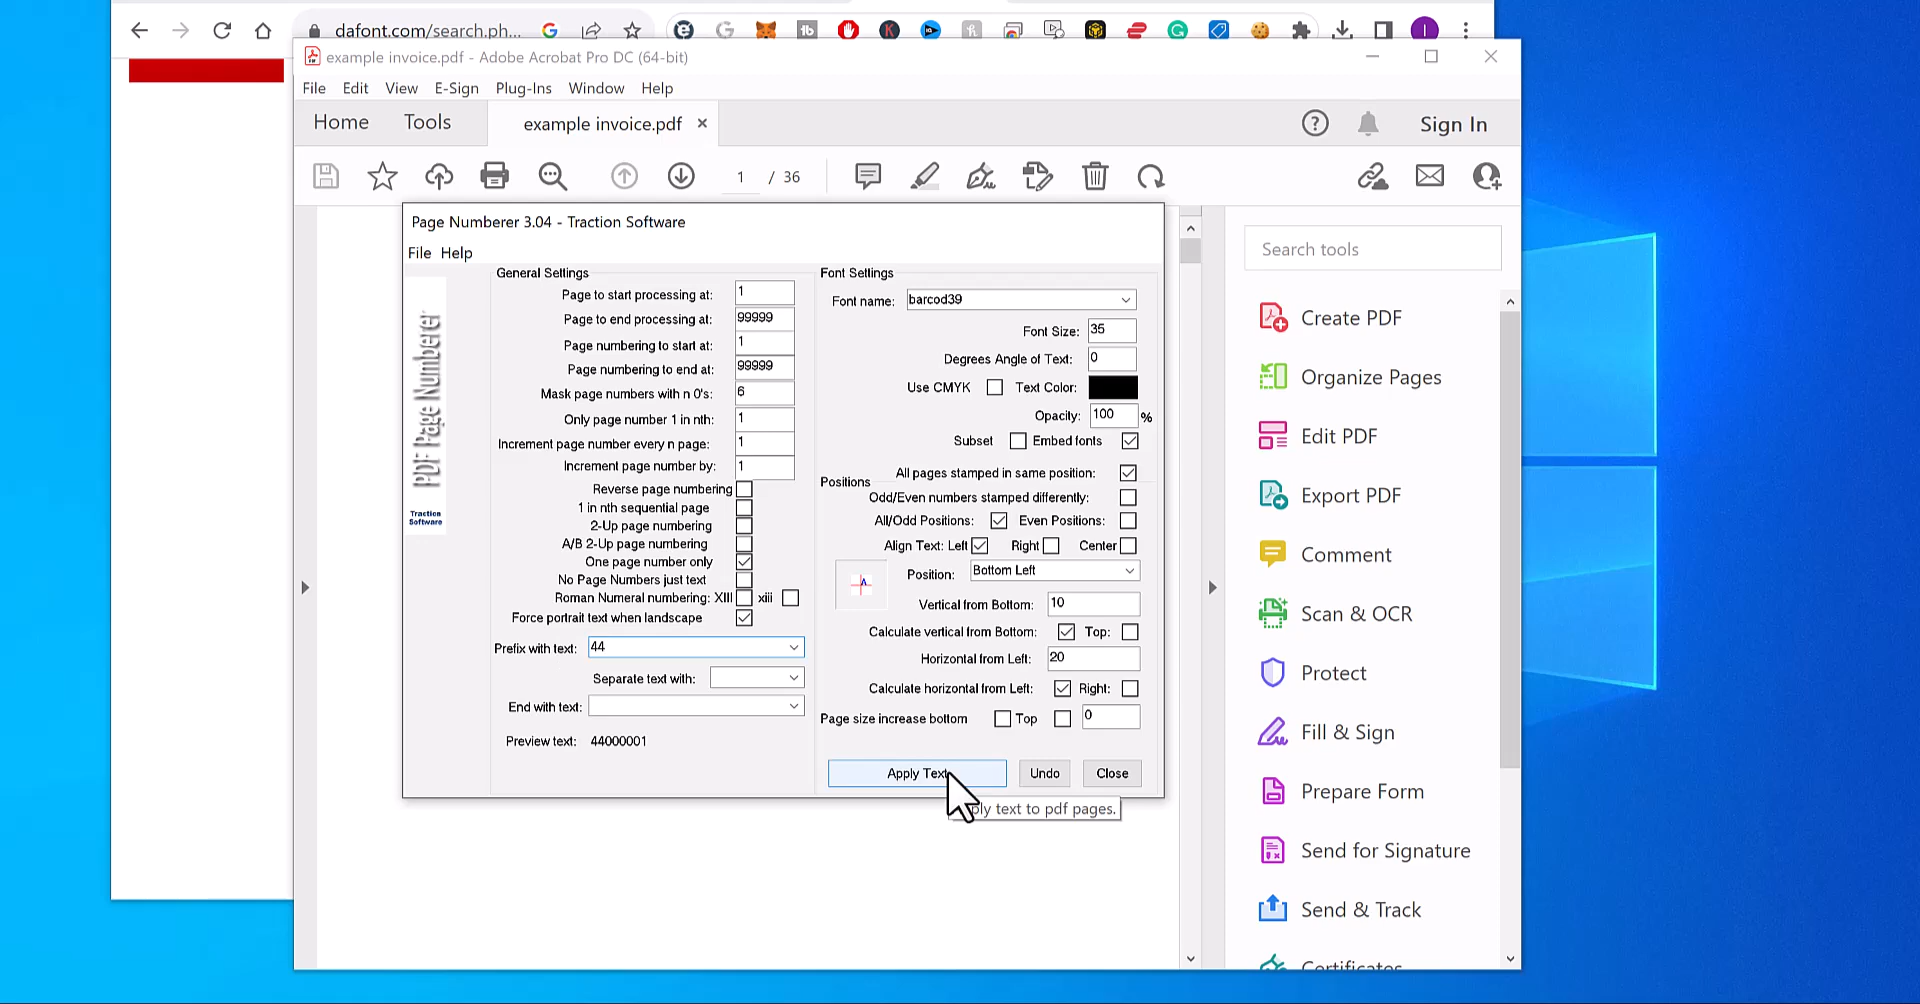 dafont.com/search.ph...
example invoice.pdf - Adobe Acrobat Pro DC (64-bit)
File Edit View E-Sign Plug-Ins Window Help
Home Tools example invoice.pdf × Sign In
1 / 36
Page Numberer 3.04 - Traction Software
File Help
PDF Page Numberer
Traction
Software
General Settings
Page to start processing at: 1
Page to end processing at: 99999
Page numbering to start at: 1
Page numbering to end at: 99999
Mask page numbers with n 0's: 6
Only page number 1 in nth: 1
Increment page number every n page: 1
Increment page number by: 1
Reverse page numbering
1 in nth sequential page
2-Up page numbering
A/B 2-Up page numbering
One page number only
No Page Numbers just text
Roman Numeral numbering: XIII xiii
Force portrait text when landscape
Prefix with text: 44
Separate text with:
End with text:
Preview text: 44000001
Font Settings
Font name: barcod39
Font Size: 35
Degrees Angle of Text: 0
Use CMYK Text Color:
Opacity: 100 %
Subset Embed fonts
All pages stamped in same position:
Positions
Odd/Even numbers stamped differently:
All/Odd Positions: Even Positions:
Align Text: Left Right Center
Position: Bottom Left
Vertical from Bottom: 10
Calculate vertical from Bottom: Top:
Horizontal from Left: 20
Calculate horizontal from Left: Right:
Page size increase bottom Top 0
Apply Text Undo Close
text to pdf pages.
Search tools
Create PDF
Organize Pages
Edit PDF
Export PDF
Comment
Scan & OCR
Protect
Fill & Sign
Prepare Form
Send for Signature
Send & Track
Certificates